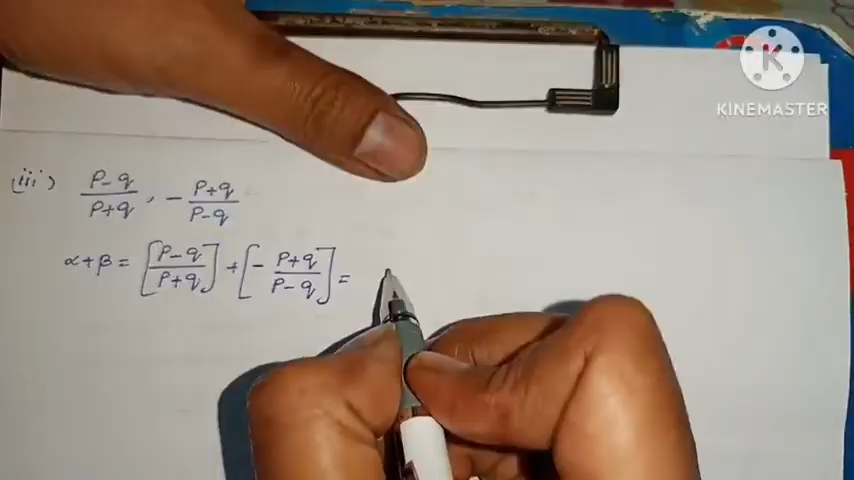 KINEMASTER
(iii) (P-q)/(P+q), -(P+q)/(P-q)
α+β = [(P-q)/(P+q)] + [-(P+q)/(P-q)] =